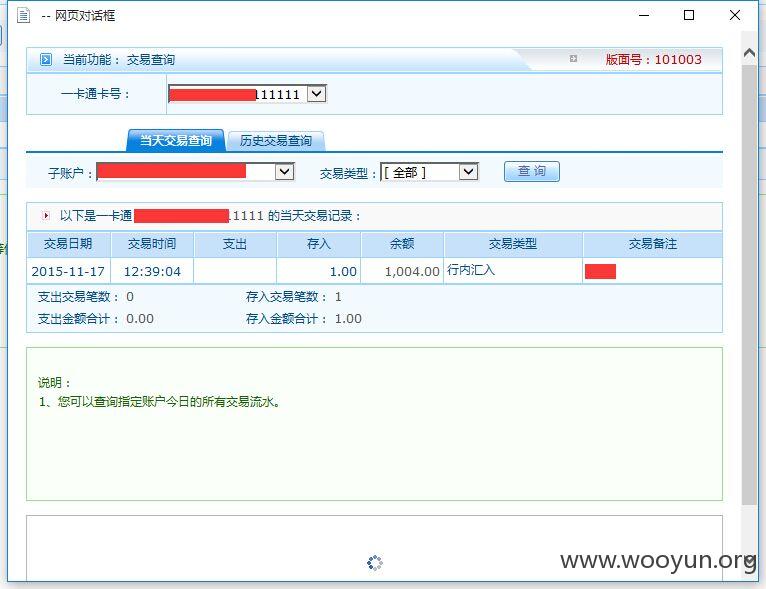 -- 网页对话框
当前功能： 交易查询
版面号：101003
一卡通卡号：
111111
当天交易查询
历史交易查询
子账户：
交易类型：
[ 全部 ]
查 询
以下是一卡通
1111 的当天交易记录：
交易日期 交易时间 支出 存入 余额 交易类型 交易备注
2015-11-17 12:39:04 1.00 1,004.00 行内汇入
支出交易笔数： 0 存入交易笔数： 1
支出金额合计： 0.00 存入金额合计： 1.00
说明：
1、您可以查询指定账户今日的所有交易流水。
www.wooyun.org